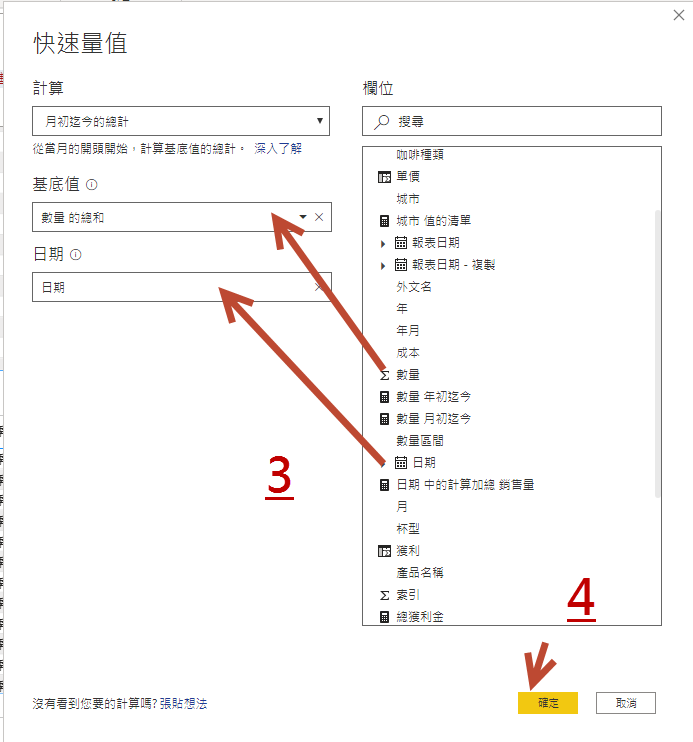 快速量值
計算
月初迄今的總計
從當月的開頭開始，計算基底值的總計。 深入了解
基底值
數量 的總和
日期
日期
3
欄位
搜尋
咖啡種類
單價
城市
城市 值的清單
報表日期
報表日期 - 複製
外文名
年
年月
成本
數量
數量 年初迄今
數量 月初迄今
數量區間
日期
日期 中的計算加總 銷售量
月
杯型
獲利
產品名稱
索引
總獲利金
4
沒有看到您要的計算嗎? 張貼想法
確定
取消